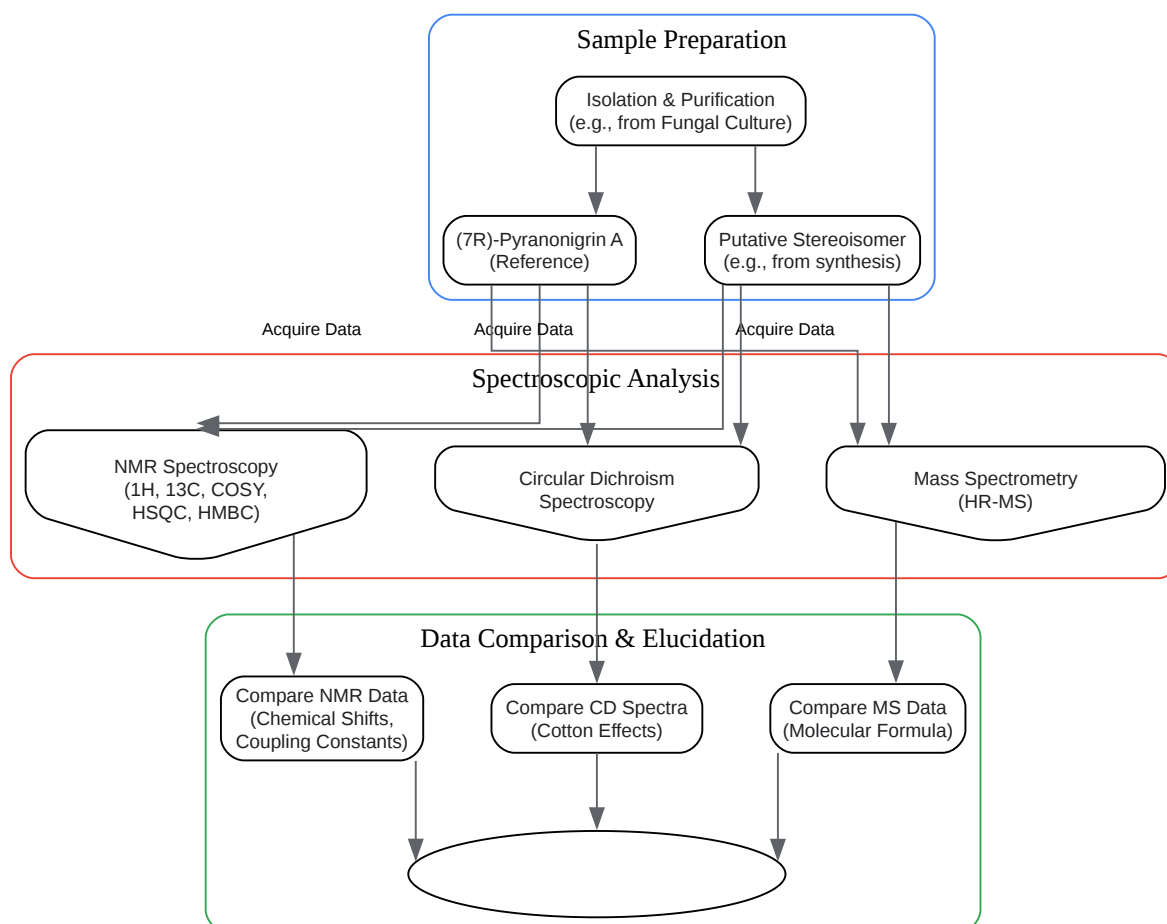 Sample Preparation
Isolation & Purification
(e.g., from Fungal Culture)
(7R)-Pyranonigrin A
(Reference)
Putative Stereoisomer
(e.g., from synthesis)
Acquire Data
Acquire Data
Acquire Data
Spectroscopic Analysis
NMR Spectroscopy
(1H, 13C, COSY,
HSQC, HMBC)
Circular Dichroism
Spectroscopy
Mass Spectrometry
(HR-MS)
Data Comparison & Elucidation
Compare NMR Data
(Chemical Shifts,
Coupling Constants)
Compare CD Spectra
(Cotton Effects)
Compare MS Data
(Molecular Formula)